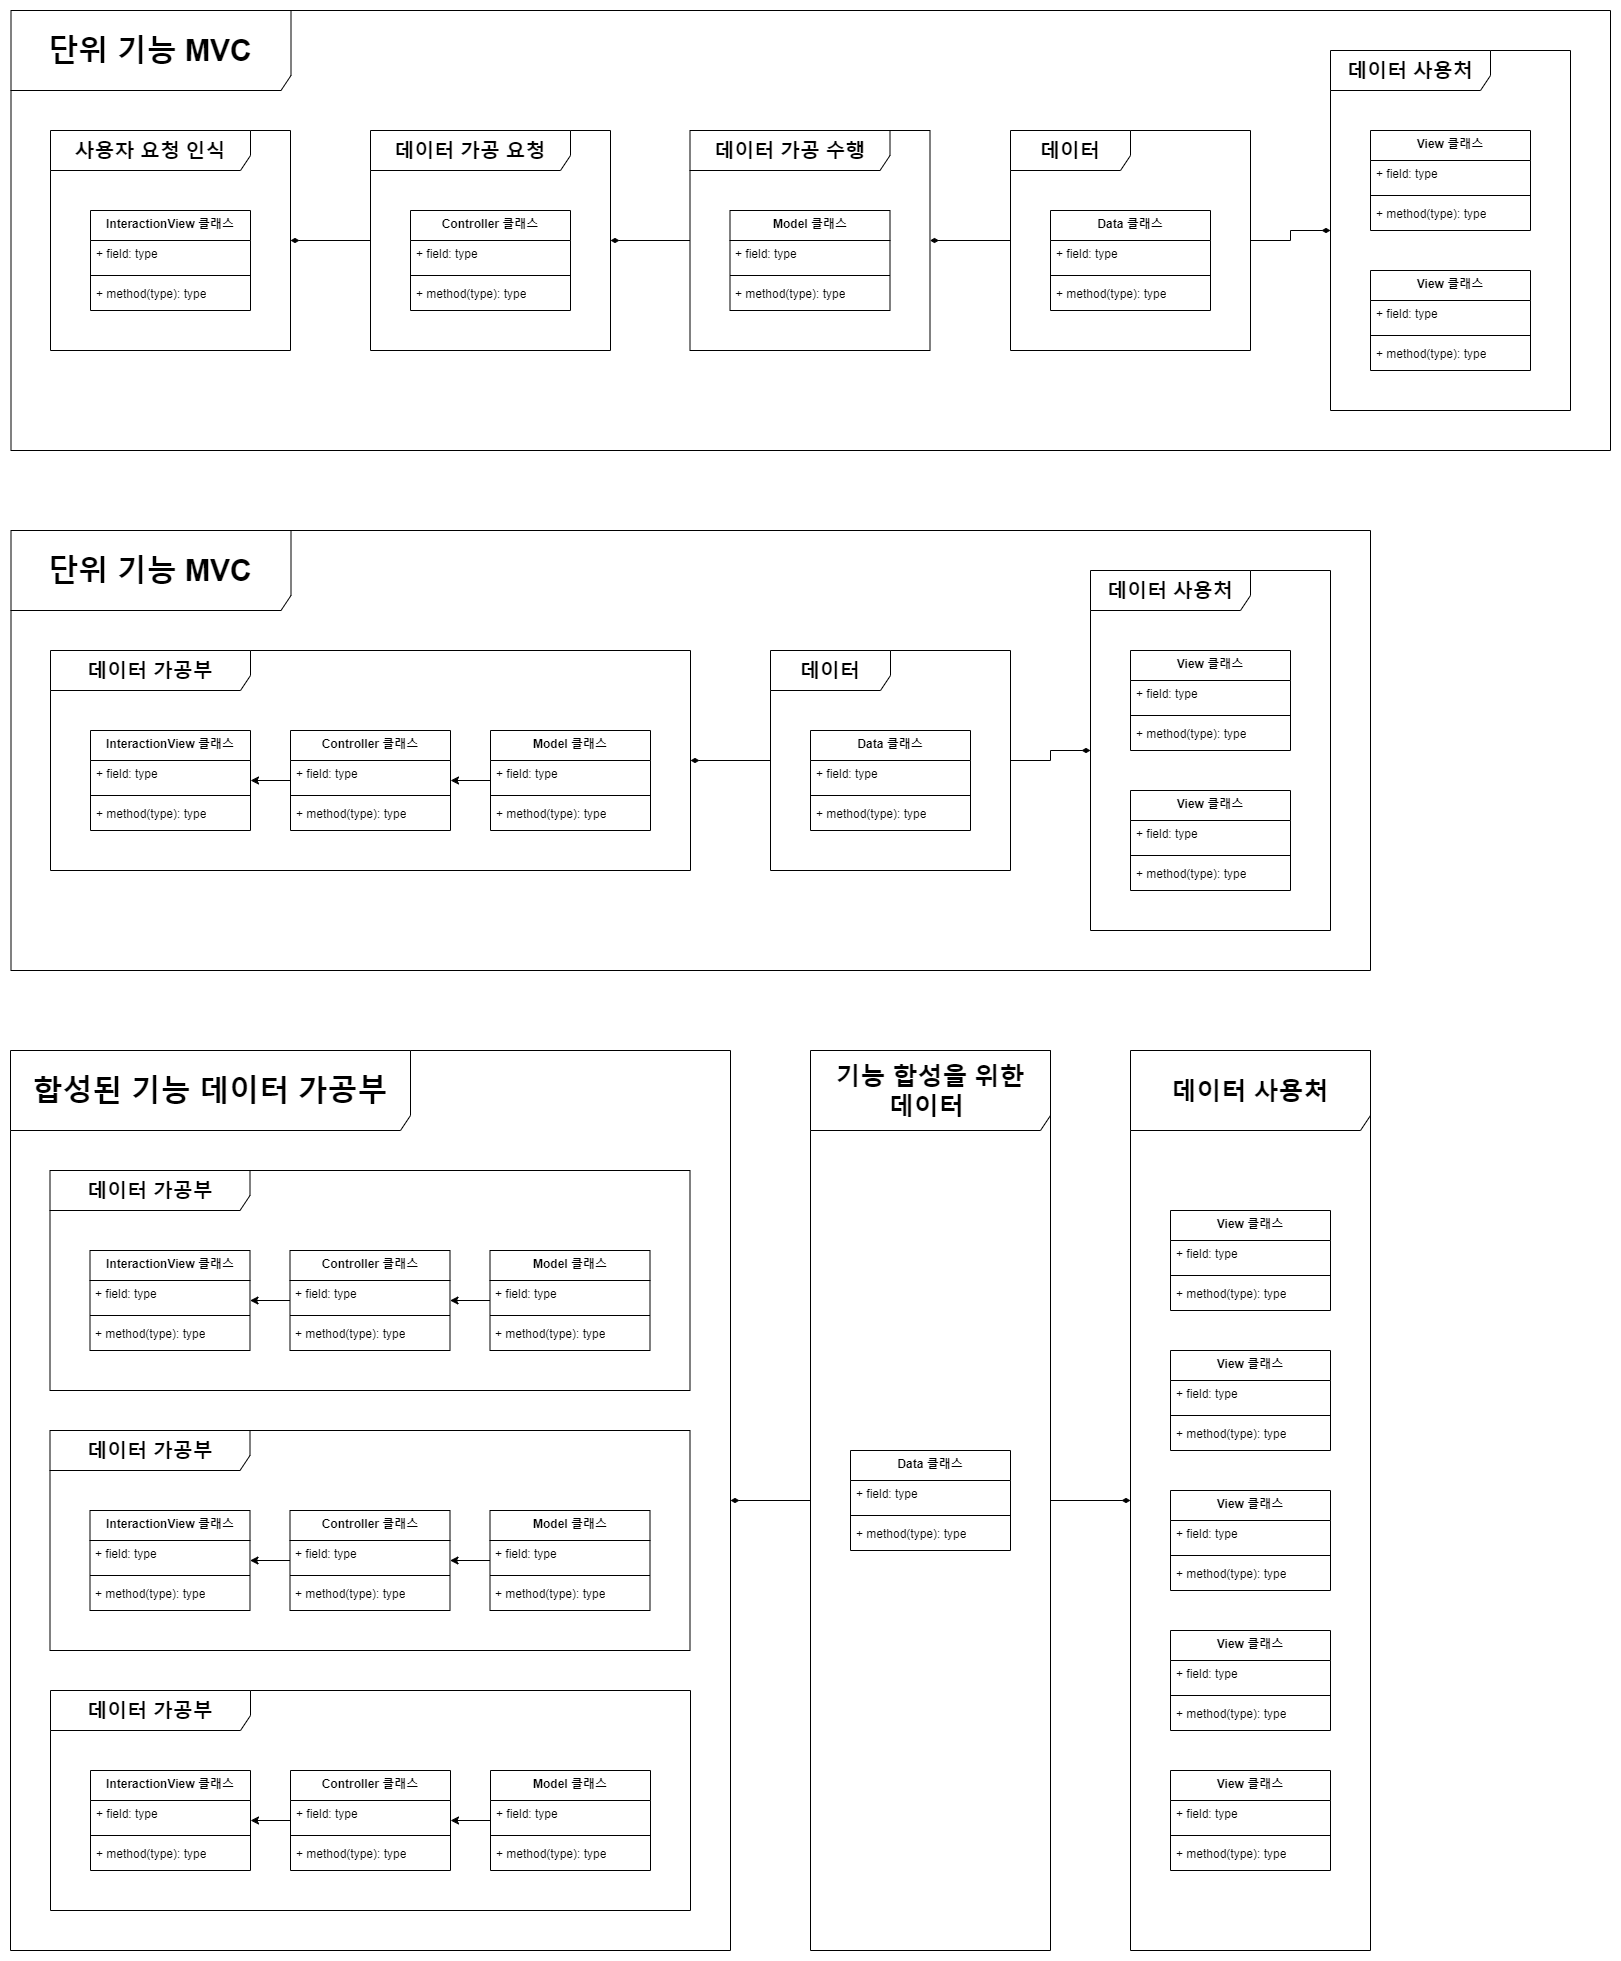 단위 기능 MVC
사용자 요청 인식
InteractionView 클래스
+ field: type
+ method(type): type
데이터 가공 요청
Controller 클래스
+ field: type
+ method(type): type
데이터 가공 수행
Model 클래스
+ field: type
+ method(type): type
데이터
Data 클래스
+ field: type
+ method(type): type
데이터 사용처
View 클래스
+ field: type
+ method(type): type
View 클래스
+ field: type
+ method(type): type
단위 기능 MVC
데이터 가공부
InteractionView 클래스
+ field: type
+ method(type): type
Controller 클래스
+ field: type
+ method(type): type
Model 클래스
+ field: type
+ method(type): type
데이터
Data 클래스
+ field: type
+ method(type): type
데이터 사용처
View 클래스
+ field: type
+ method(type): type
View 클래스
+ field: type
+ method(type): type
합성된 기능 데이터 가공부
데이터 가공부
InteractionView 클래스
+ field: type
+ method(type): type
Controller 클래스
+ field: type
+ method(type): type
Model 클래스
+ field: type
+ method(type): type
데이터 가공부
InteractionView 클래스
+ field: type
+ method(type): type
Controller 클래스
+ field: type
+ method(type): type
Model 클래스
+ field: type
+ method(type): type
데이터 가공부
InteractionView 클래스
+ field: type
+ method(type): type
Controller 클래스
+ field: type
+ method(type): type
Model 클래스
+ field: type
+ method(type): type
기능 합성을 위한
데이터
Data 클래스
+ field: type
+ method(type): type
데이터 사용처
View 클래스
+ field: type
+ method(type): type
View 클래스
+ field: type
+ method(type): type
View 클래스
+ field: type
+ method(type): type
View 클래스
+ field: type
+ method(type): type
View 클래스
+ field: type
+ method(type): type